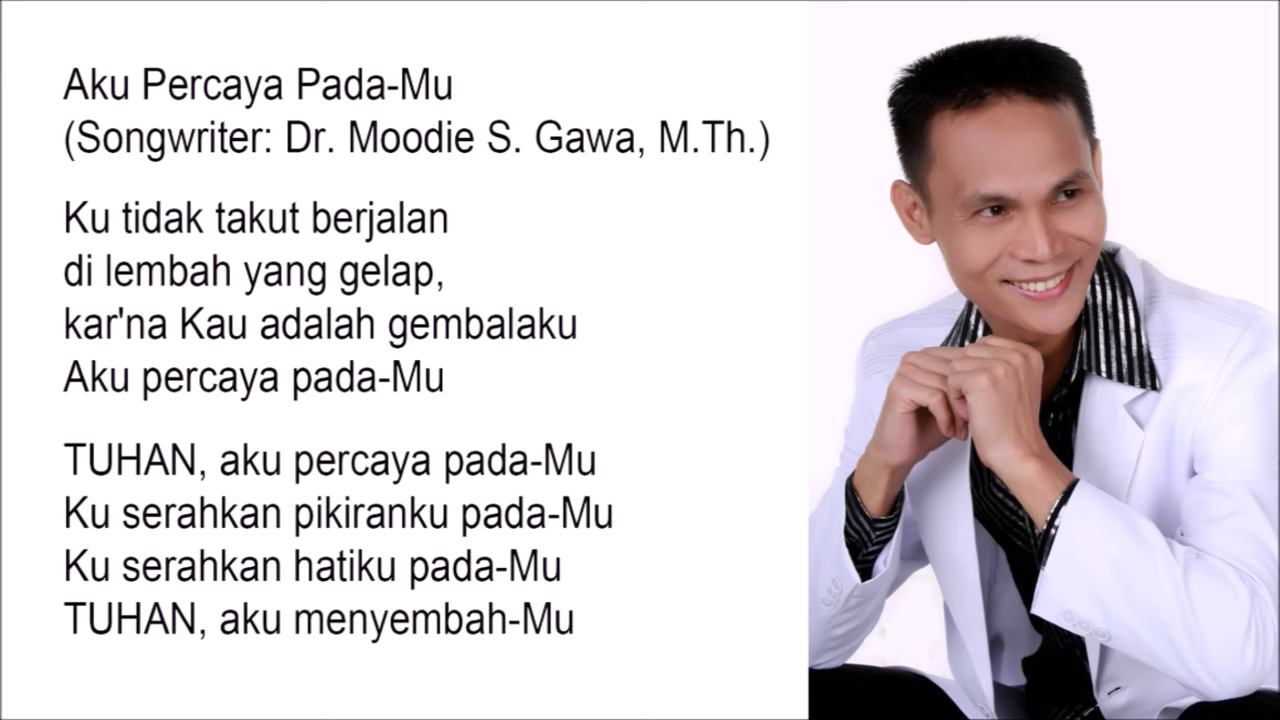 Aku Percaya Pada-Mu
(Songwriter: Dr. Moodie S. Gawa, M.Th.)
Ku tidak takut berjalan
di lembah yang gelap,
kar'na Kau adalah gembalaku
Aku percaya pada-Mu
TUHAN, aku percaya pada-Mu
Ku serahkan pikiranku pada-Mu
Ku serahkan hatiku pada-Mu
TUHAN, aku menyembah-Mu